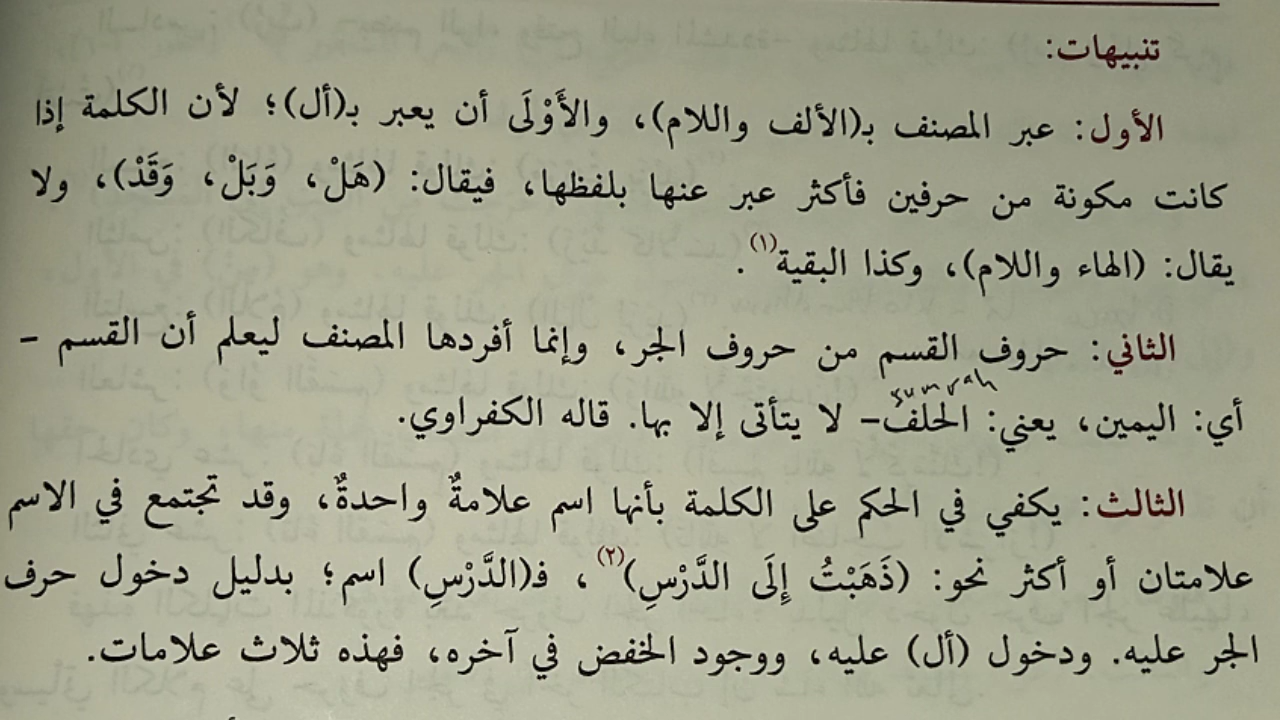 تنبيهات:
الأول: عبر المصنف بـ(الألف واللام)، والأَوْلَى أن يعبر بـ(أل)؛ لأن الكلمة إذا
كانت مكونة من حرفين فأكثر عبر عنها بلفظها، فيقال: (هَلْ، وَبَلْ، وَقَدْ)، ولا
يقال: (الهاء واللام)، وكذا البقية(١).
الثاني: حروف القسم من حروف الجر، وإنما أفردها المصنف ليعلم أن القسم -
sumrah
أي: اليمين، يعني: الحلف- لا يتأتى إلا بها. قاله الكفراوي.
الثالث: يكفي في الحكم على الكلمة بأنها اسم علامةٌ واحدةٌ، وقد تجتمع في الاسم
علامتان أو أكثر نحو: (ذَهَبْتُ إِلَى الدَّرْسِ)(٢)، فـ(الدَّرْسِ) اسم؛ بدليل دخول حرف
الجر عليه. ودخول (أل) عليه، ووجود الخفض في آخره، فهذه ثلاث علامات.